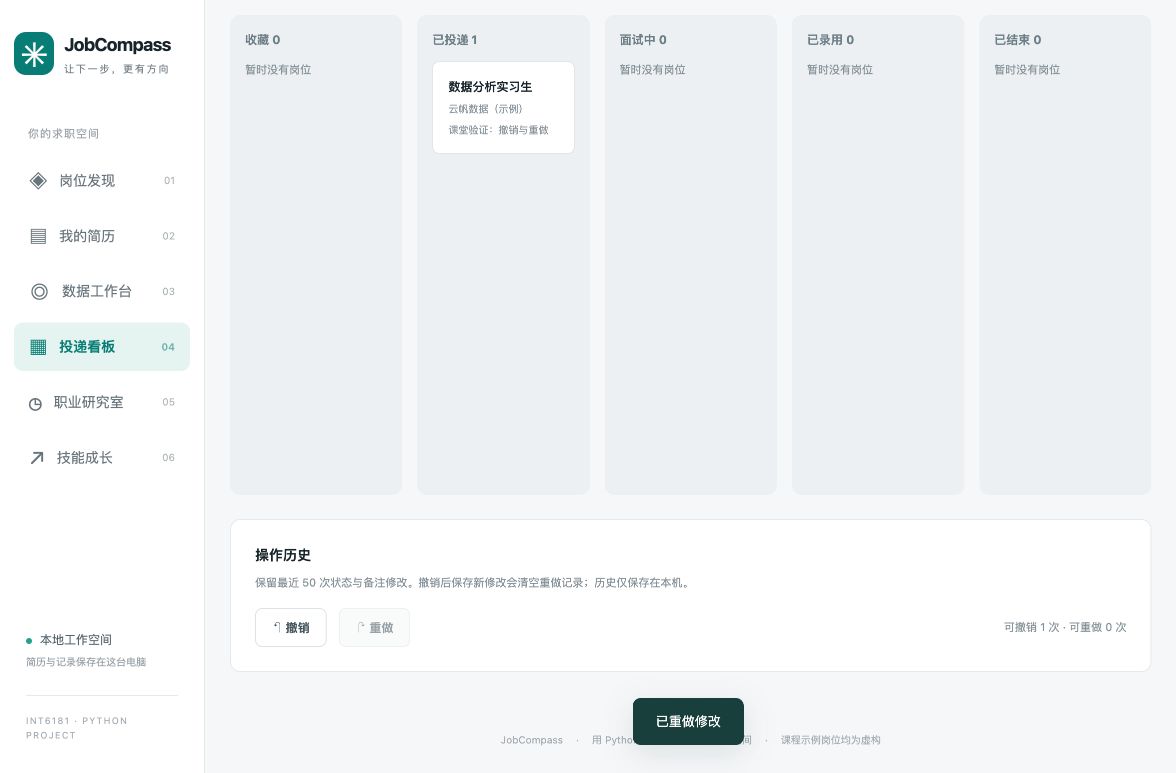 JobCompass
让下一步，更有方向
你的求职空间
岗位发现 01
我的简历 02
数据工作台 03
投递看板 04
职业研究室 05
技能成长 06
本地工作空间
简历与记录保存在这台电脑
INT6181 · PYTHON
PROJECT
收藏 0
暂时没有岗位
已投递 1
数据分析实习生
云帆数据（示例）
课堂验证：撤销与重做
面试中 0
暂时没有岗位
已录用 0
暂时没有岗位
已结束 0
暂时没有岗位
操作历史
保留最近 50 次状态与备注修改。撤销后保存新修改会清空重做记录；历史仅保存在本机。
撤销 重做 可撤销 1 次 · 可重做 0 次
已重做修改
JobCompass · 用 Pytho 间 · 课程示例岗位均为虚构